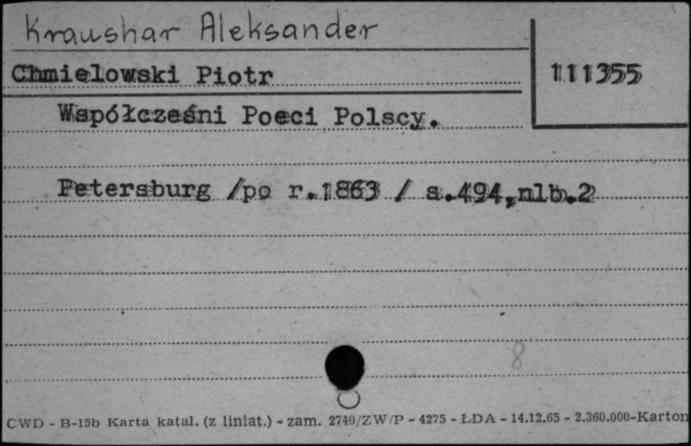 Kraushar Aleksander
Chmielowski Piotr
111355
Współcześni Poeci Polscy.
Petersburg /po r.1863 / s.494,nlb.2
8
CWD - B-15b Karta katal. (z liniat.) - zam. 2740/ZW/P - 4275 - ŁDA - 14.12.65 - 2.360.000-Karton